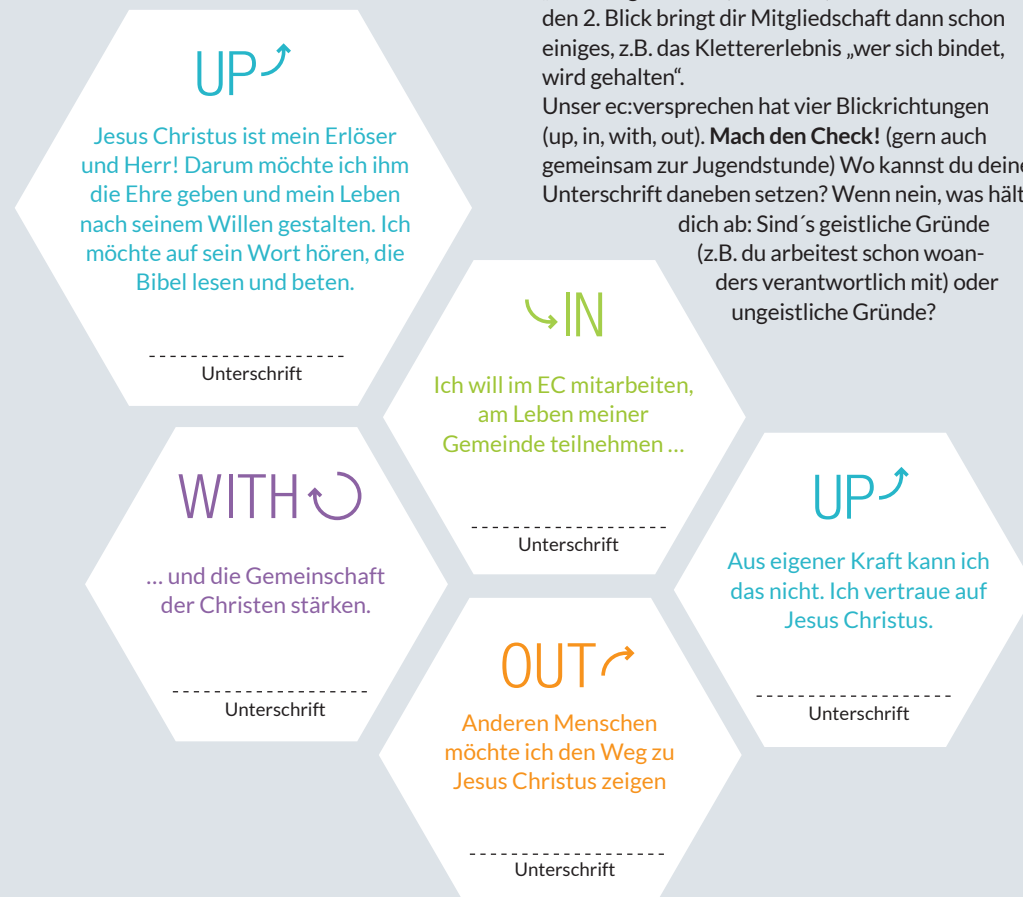 den 2. Blick bringt dir Mitgliedschaft dann schon
einiges, z.B. das Klettererlebnis „wer sich bindet,
wird gehalten“.
Unser ec:versprechen hat vier Blickrichtungen
(up, in, with, out). Mach den Check! (gern auch
gemeinsam zur Jugendstunde) Wo kannst du deine
Unterschrift daneben setzen? Wenn nein, was hält
dich ab: Sind´s geistliche Gründe
(z.B. du arbeitest schon woan-
ders verantwortlich mit) oder
ungeistliche Gründe?
UP
Jesus Christus ist mein Erlöser
und Herr! Darum möchte ich ihm
die Ehre geben und mein Leben
nach seinem Willen gestalten. Ich
möchte auf sein Wort hören, die
Bibel lesen und beten.
Unterschrift
IN
Ich will im EC mitarbeiten,
am Leben meiner
Gemeinde teilnehmen …
Unterschrift
WITH
… und die Gemeinschaft
der Christen stärken.
Unterschrift
OUT
Anderen Menschen
möchte ich den Weg zu
Jesus Christus zeigen
Unterschrift
UP
Aus eigener Kraft kann ich
das nicht. Ich vertraue auf
Jesus Christus.
Unterschrift